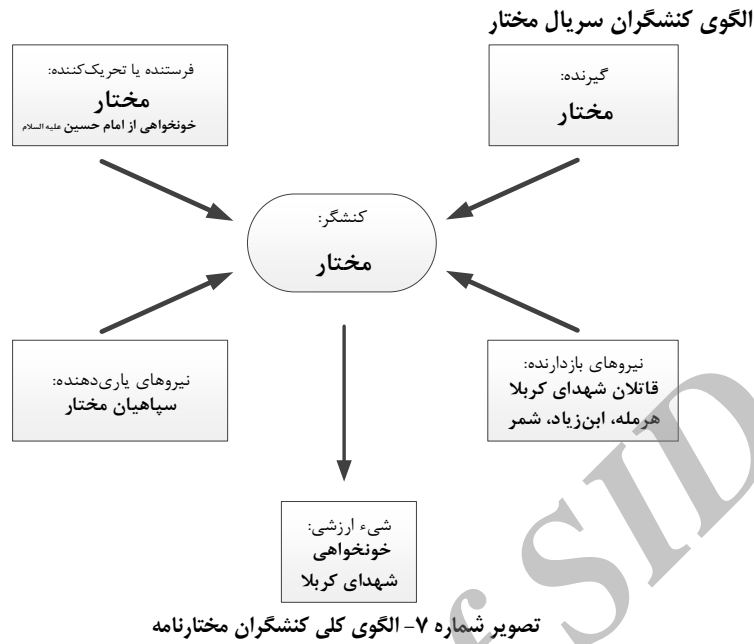 الگوی کنشگران سریال مختار
گیرنده:
مختار
فرستنده یا تحریک‌کننده:
مختار
خونخواهی از امام حسین علیه السلام
کنشگر:
مختار
نیروهای بازدارنده:
قاتلان شهدای کربلا
هرمله، ابن‌زیاد، شمر
نیروهای یاری‌دهنده:
سپاهیان مختار
شیء ارزشی:
خونخواهی
شهدای کربلا
تصویر شماره ۷- الگوی کلی کنشگران مختارنامه
of SID